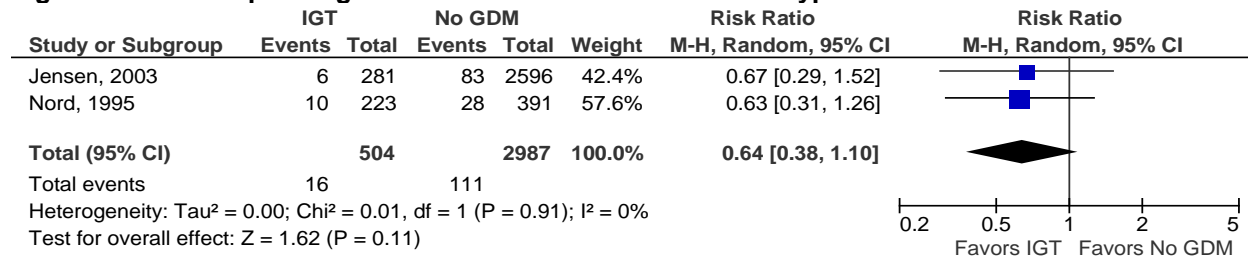 IGT No GDM Risk Ratio Risk Ratio
Study or Subgroup Events Total Events Total Weight M-H, Random, 95% CI M-H, Random, 95% CI
Jensen, 2003 6 281 83 2596 42.4% 0.67 [0.29, 1.52]
Nord, 1995 10 223 28 391 57.6% 0.63 [0.31, 1.26]
Total (95% CI) 504 2987 100.0% 0.64 [0.38, 1.10]
Total events 16 111
Heterogeneity: Tau² = 0.00; Chi² = 0.01, df = 1 (P = 0.91); I² = 0%
Test for overall effect: Z = 1.62 (P = 0.11)
0.2 0.5 1 2 5
Favors IGT Favors No GDM